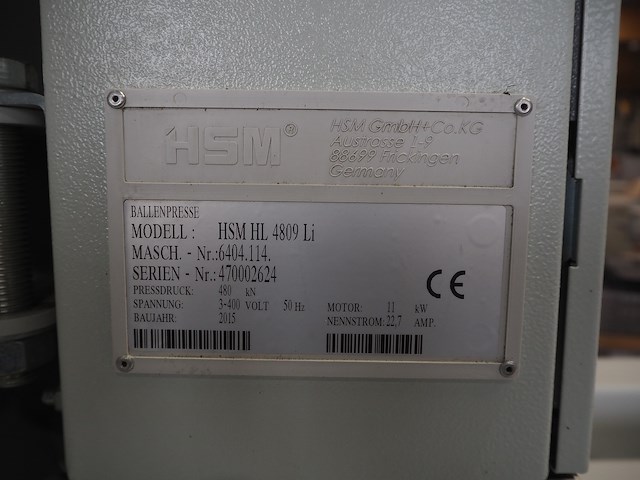 HSM®
HSM GmbH+Co.KG
Austrasse 1-9
88699 Frickingen
Germany
BALLENPRESSE
MODELL : HSM HL 4809 Li
MASCH. - Nr.:6404.114.
SERIEN - Nr.:470002624
PRESSDRUCK: 480 kN
SPANNUNG: 3-400 VOLT 50 Hz MOTOR: 11 kW
BAUJAHR: 2015 NENNSTROM: 22,7 AMP.
CE